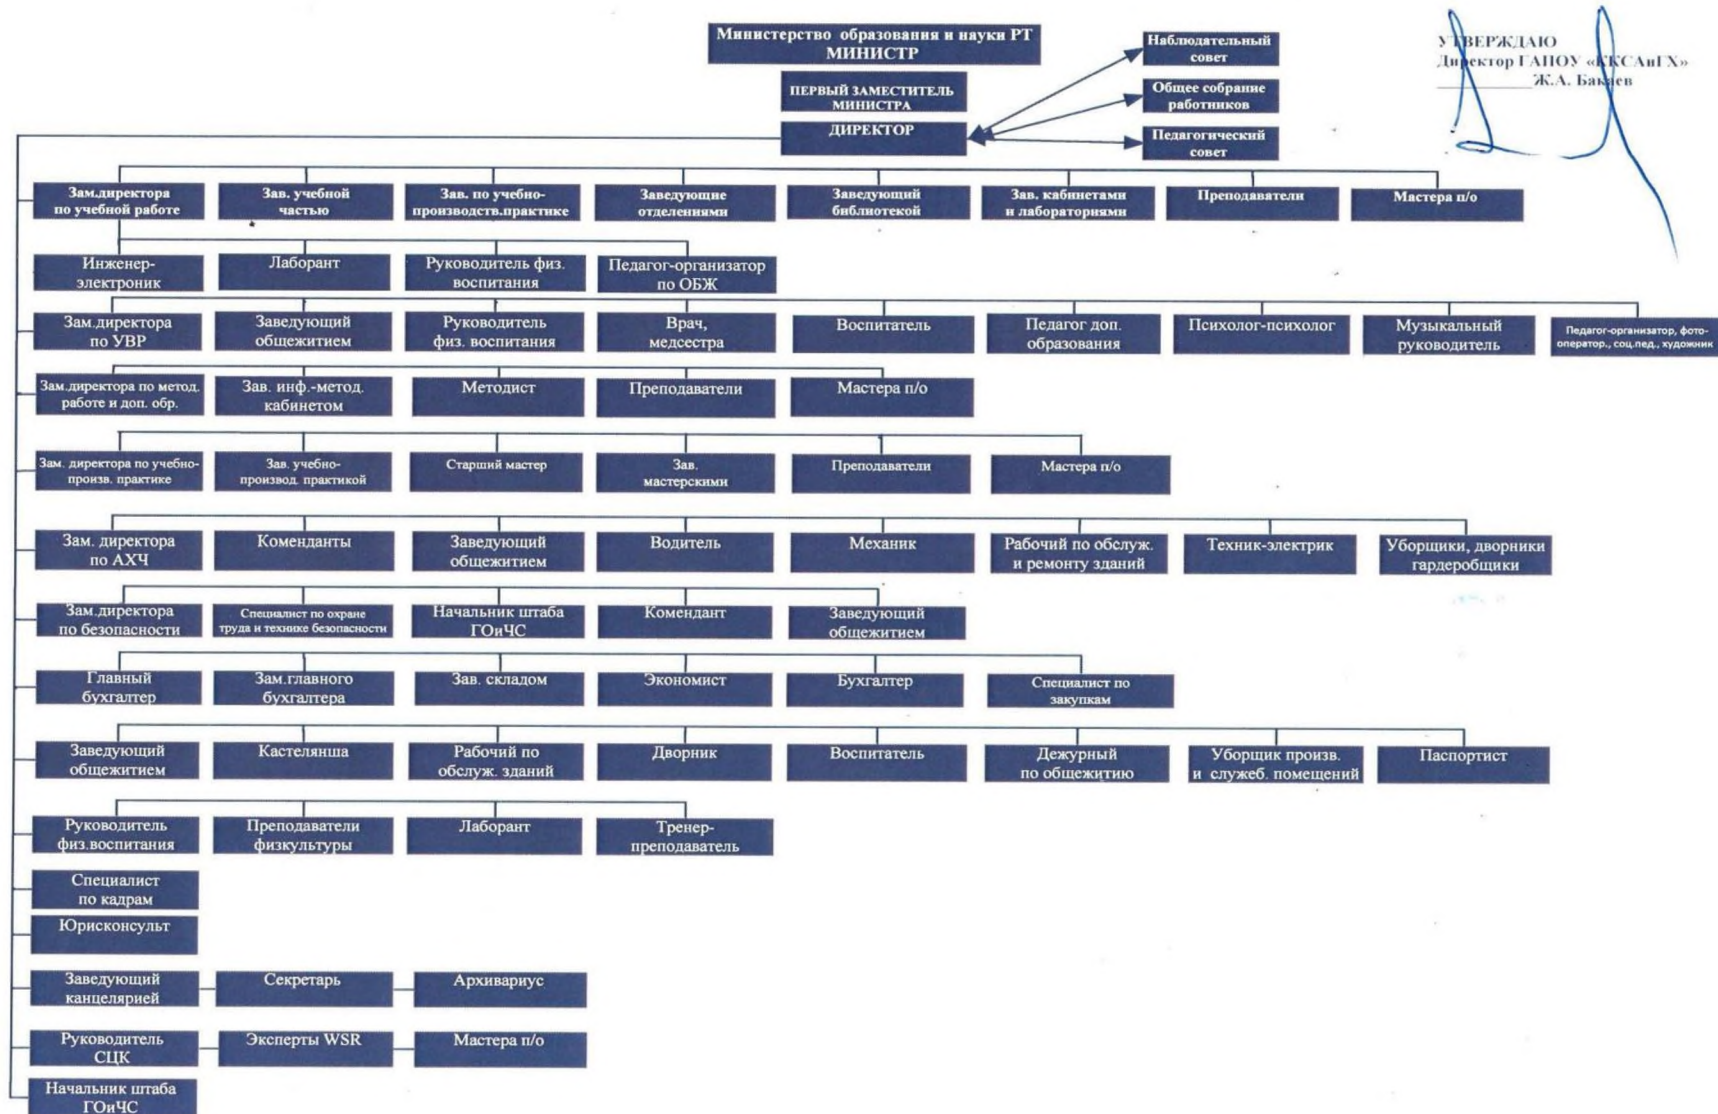 Министерство образования и науки РТ
МИНИСТР
ПЕРВЫЙ ЗАМЕСТИТЕЛЬ
МИНИСТРА
ДИРЕКТОР
Наблюдательный
совет
Общее собрание
работников
Педагогический
совет
УТВЕРЖДАЮ
Директор ГАПОУ «ККСАиГХ»
Ж.А. Бакаев
Зам.директора
по учебной работе
Зав. учебной
частью
Зав. по учебно-
производств.практике
Заведующие
отделениями
Заведующий
библиотекой
Зав. кабинетами
и лабораториями
Преподаватели
Мастера п/о
Инженер-
электроник
Лаборант
Руководитель физ.
воспитания
Педагог-организатор
по ОБЖ
Зам.директора
по УВР
Заведующий
общежитием
Руководитель
физ. воспитания
Врач,
медсестра
Воспитатель
Педагог доп.
образования
Психолог-психолог
Музыкальный
руководитель
Педагог-организатор, фото-
оператор., соц.пед., художник
Зам.директора по метод.
работе и доп. обр.
Зав. инф.-метод.
кабинетом
Методист
Преподаватели
Мастера п/о
Зам. директора по учебно-
произв. практике
Зав. учебно-
производ. практикой
Старший мастер
Зав.
мастерскими
Преподаватели
Мастера п/о
Зам. директора
по АХЧ
Коменданты
Заведующий
общежитием
Водитель
Механик
Рабочий по обслуж.
и ремонту зданий
Техник-электрик
Уборщики, дворники
гардеробщики
Зам.директора
по безопасности
Специалист по охране
труда и технике безопасности
Начальник штаба
ГОиЧС
Комендант
Заведующий
общежитием
Главный
бухгалтер
Зам.главного
бухгалтера
Зав. складом
Экономист
Бухгалтер
Специалист по
закупкам
Заведующий
общежитием
Кастелянша
Рабочий по
обслуж. зданий
Дворник
Воспитатель
Дежурный
по общежитию
Уборщик произв.
и служеб. помещений
Паспортист
Руководитель
физ.воспитания
Преподаватели
физкультуры
Лаборант
Тренер-
преподаватель
Специалист
по кадрам
Юрисконсульт
Заведующий
канцелярией
Секретарь
Архивариус
Руководитель
СЦК
Эксперты WSR
Мастера п/о
Начальник штаба
ГОиЧС